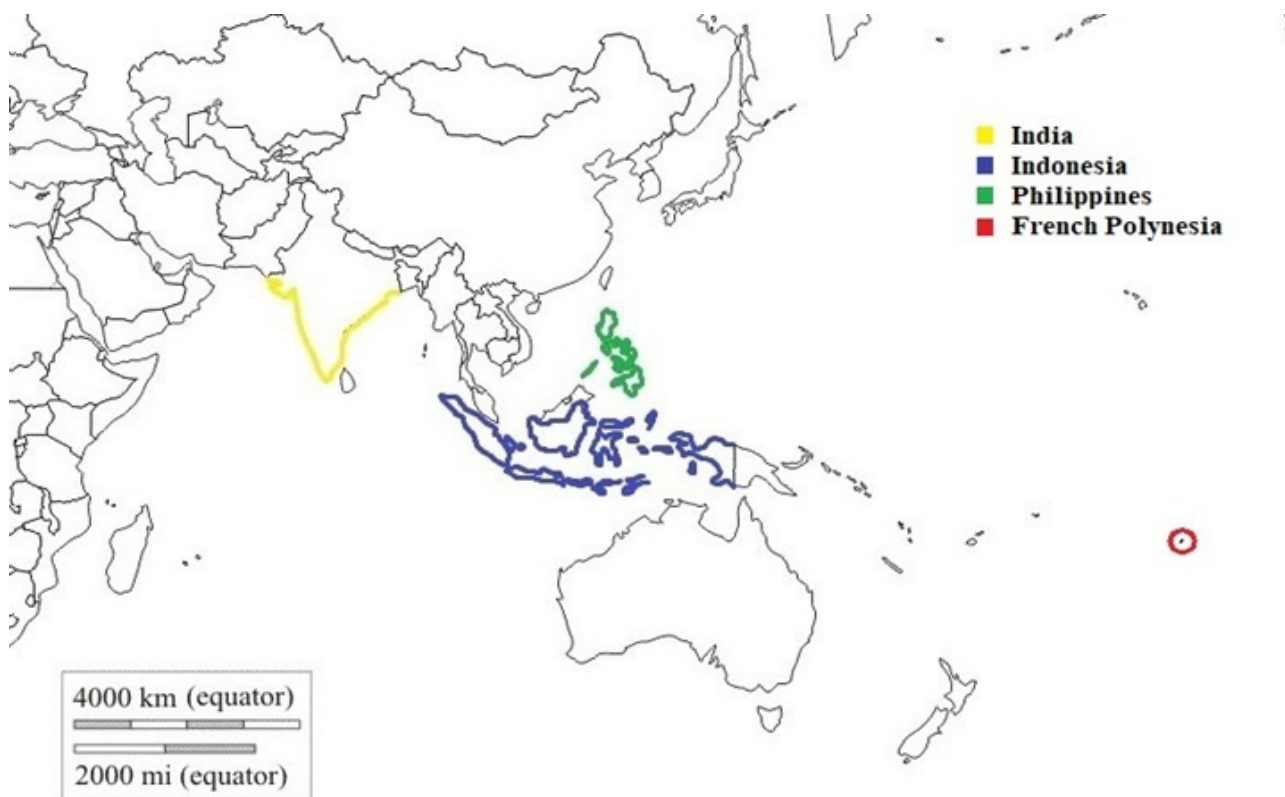 India
Indonesia
Philippines
French Polynesia
4000 km (equator)
2000 mi (equator)